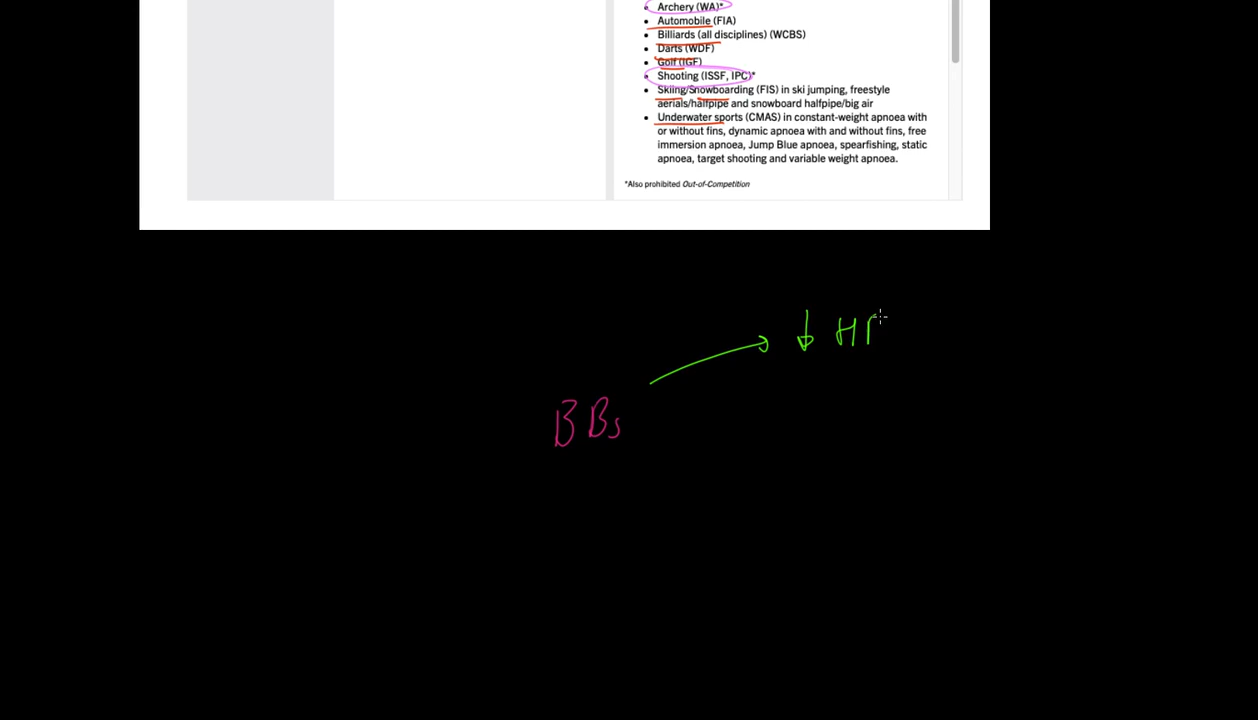 • Archery (WA)*
• Automobile (FIA)
• Billiards (all disciplines) (WCBS)
• Darts (WDF)
• Golf (IGF)
• Shooting (ISSF, IPC)*
• Skiing/Snowboarding (FIS) in ski jumping, freestyle
aerials/halfpipe and snowboard halfpipe/big air
• Underwater sports (CMAS) in constant-weight apnoea with
or without fins, dynamic apnoea with and without fins, free
immersion apnoea, Jump Blue apnoea, spearfishing, static
apnoea, target shooting and variable weight apnoea.
*Also prohibited Out-of-Competition
↓ H
BBs